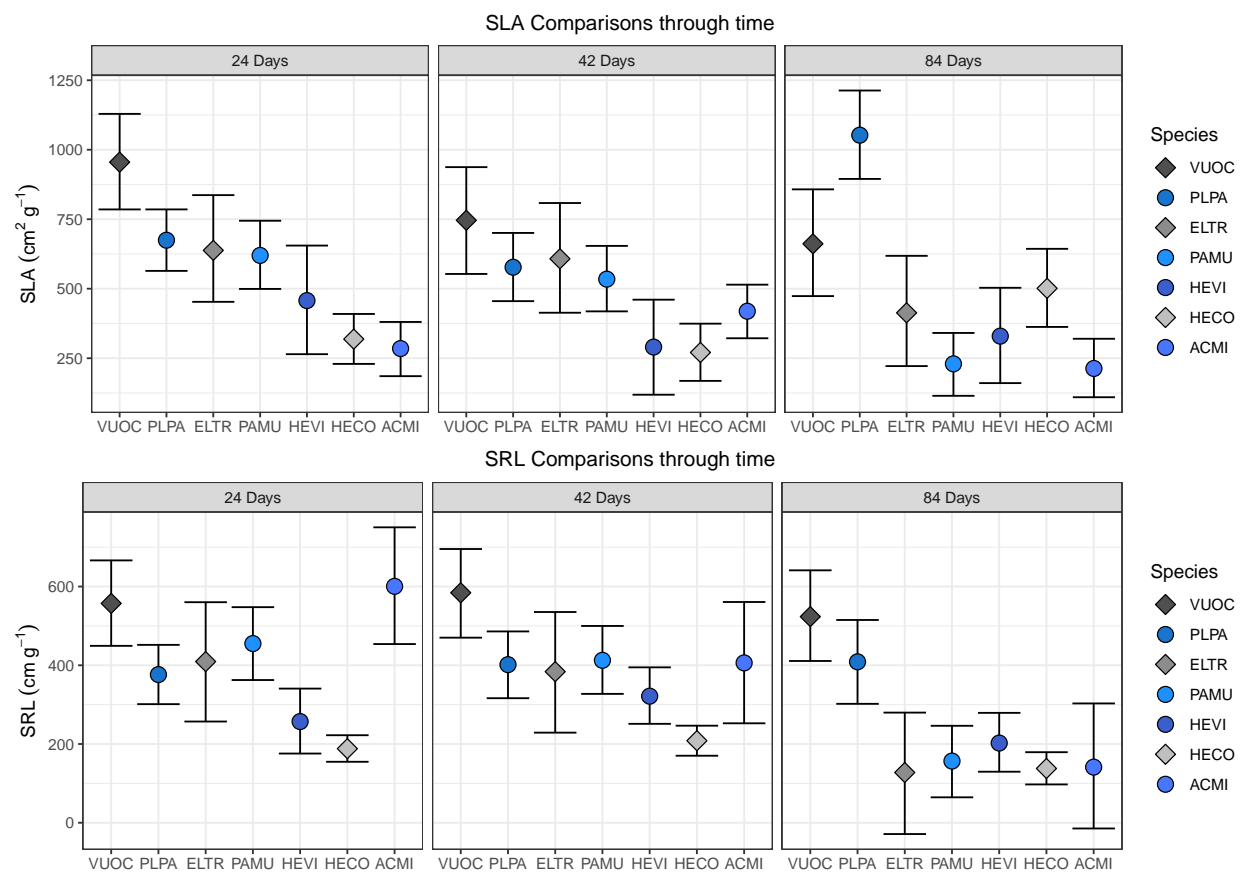 SLA Comparisons through time
24 Days 42 Days 84 Days
SLA (cm² g⁻¹)
1250
1000
750
500
250
VUOC PLPA ELTR PAMU HEVI HECO ACMI VUOC PLPA ELTR PAMU HEVI HECO ACMI VUOC PLPA ELTR PAMU HEVI HECO ACMI
Species
VUOC
PLPA
ELTR
PAMU
HEVI
HECO
ACMI
SRL Comparisons through time
24 Days 42 Days 84 Days
SRL (cm g⁻¹)
600
400
200
0
VUOC PLPA ELTR PAMU HEVI HECO ACMI VUOC PLPA ELTR PAMU HEVI HECO ACMI VUOC PLPA ELTR PAMU HEVI HECO ACMI
Species
VUOC
PLPA
ELTR
PAMU
HEVI
HECO
ACMI